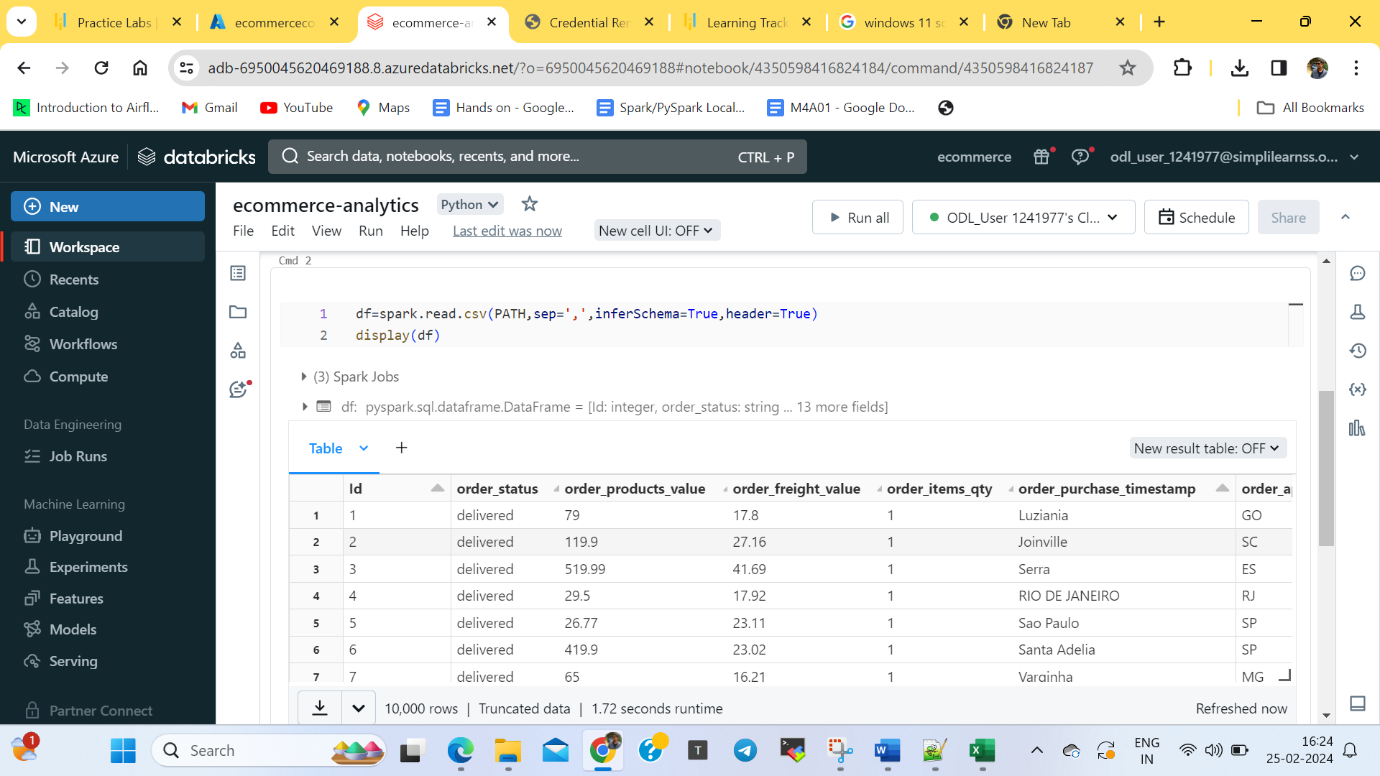 Practice Labs
ecommerceco
ecommerce-a
Credential Re
Learning Track
windows 11 sc
New Tab
adb-6950045620469188.8.azuredatabricks.net/?o=6950045620469188#notebook/4350598416824184/command/4350598416824187
Introduction to Airfl...
Gmail
YouTube
Maps
Hands on - Google...
Spark/PySpark Local...
M4A01 - Google Do...
All Bookmarks
Microsoft Azure
databricks
Search data, notebooks, recents, and more...
CTRL + P
ecommerce
odl_user_1241977@simplilearnss.o...
New
Workspace
Recents
Catalog
Workflows
Compute
Data Engineering
Job Runs
Machine Learning
Playground
Experiments
Features
Models
Serving
Partner Connect
ecommerce-analytics
Python
File Edit View Run Help
Last edit was now
New cell UI: OFF
Run all
ODL_User 1241977's Cl...
Schedule
Share
Cmd 2
1 df=spark.read.csv(PATH,sep=',',inferSchema=True,header=True)
2 display(df)
(3) Spark Jobs
df: pyspark.sql.dataframe.DataFrame = [Id: integer, order_status: string ... 13 more fields]
Table
+
New result table: OFF
Id order_status order_products_value order_freight_value order_items_qty order_purchase_timestamp order_a
1 1 delivered 79 17.8 1 Luziania GO
2 2 delivered 119.9 27.16 1 Joinville SC
3 3 delivered 519.99 41.69 1 Serra ES
4 4 delivered 29.5 17.92 1 RIO DE JANEIRO RJ
5 5 delivered 26.77 23.11 1 Sao Paulo SP
6 6 delivered 419.9 23.02 1 Santa Adelia SP
7 7 delivered 65 16.21 1 Varginha MG
10,000 rows | Truncated data | 1.72 seconds runtime
Refreshed now
1
Search
ENG
IN
16:24
25-02-2024